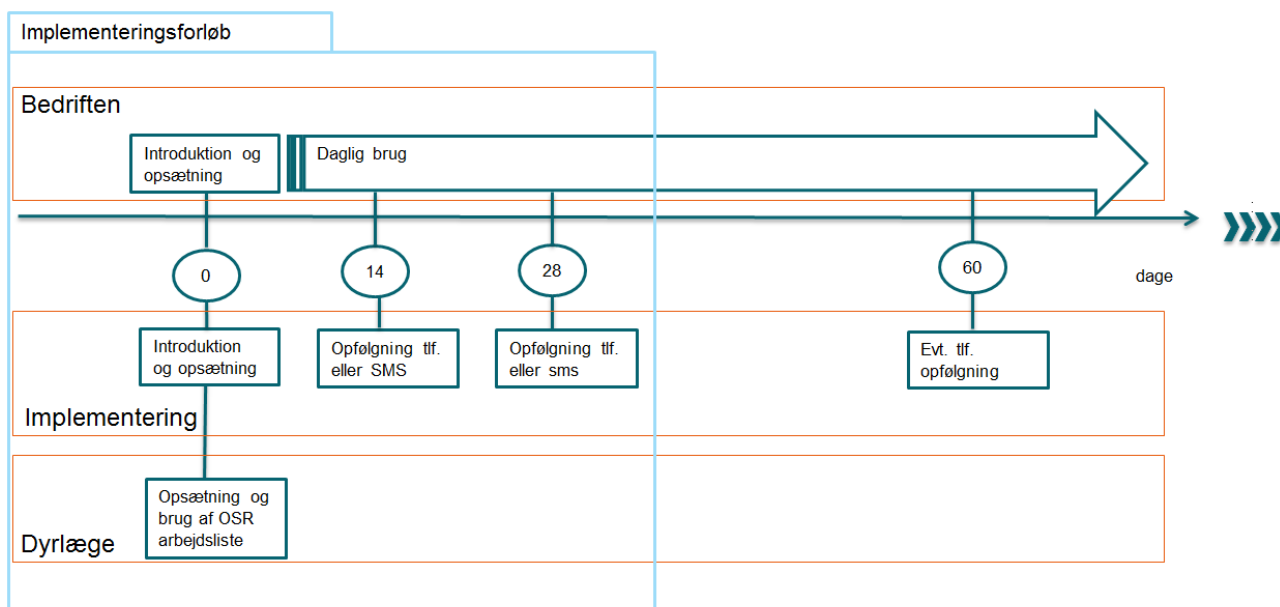 Implementeringsforløb
Bedriften
Introduktion og
opsætning
Daglig brug
0
14
28
60
dage
Introduktion
og opsætning
Opfølgning tlf.
eller SMS
Opfølgning tlf.
eller sms
Evt. tlf.
opfølgning
Implementering
Opsætning og
brug af OSR
arbejdsliste
Dyrlæge